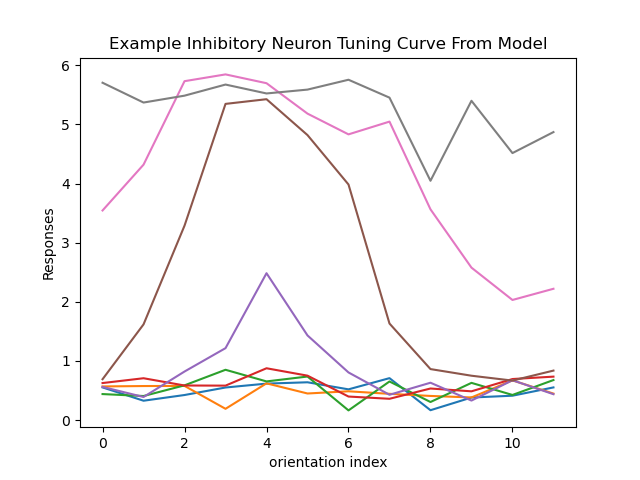 Example Inhibitory Neuron Tuning Curve From Model
6
5
4
3
2
1
0
Responses
0 2 4 6 8 10
orientation index